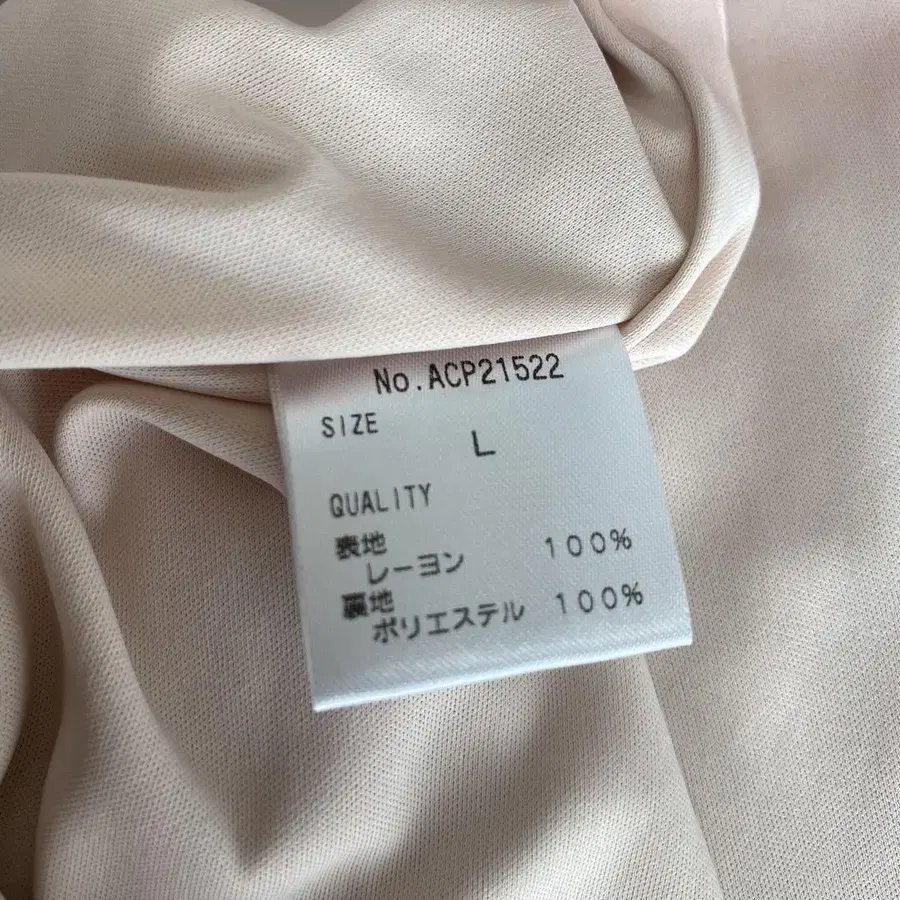 No.ACP21522
SIZE
L
QUALITY
表地
レーヨン 100%
裏地
ポリエステル 100%